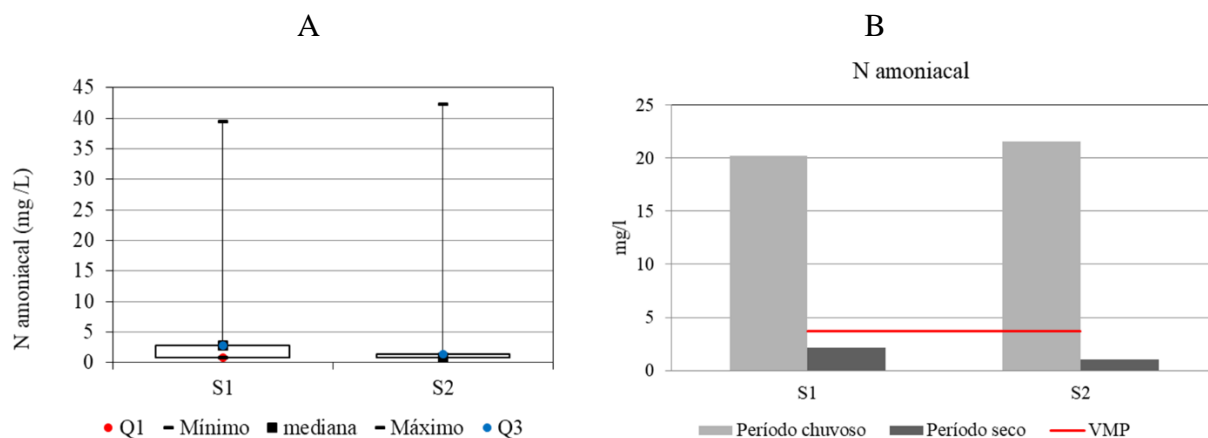 A
N amoniacal (mg /L)
45
40
35
30
25
20
15
10
5
0
S1
S2
Q1
Mínimo
mediana
Máximo
Q3
B
N amoniacal
mg/l
25
20
15
10
5
0
S1
S2
Período chuvoso
Período seco
VMP